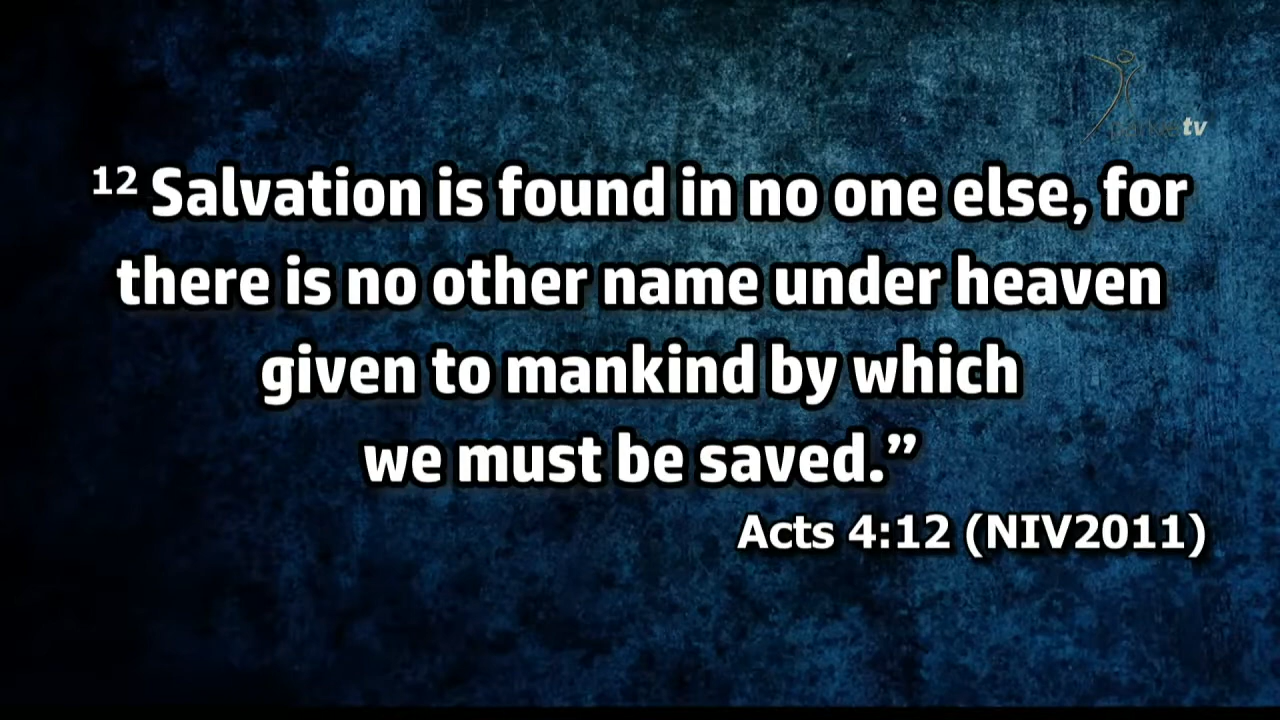 tv
12 Salvation is found in no one else, for
there is no other name under heaven
given to mankind by which
we must be saved.”
Acts 4:12 (NIV2011)